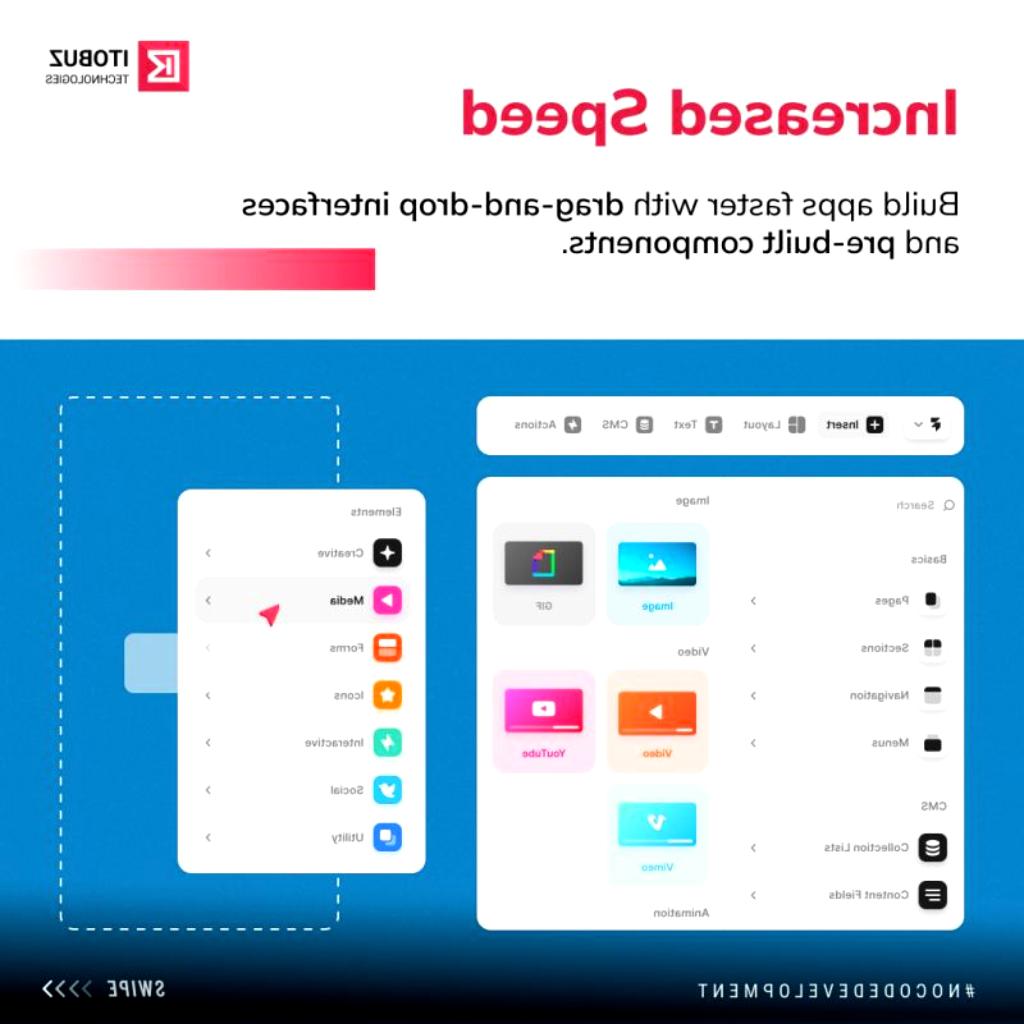 ITOBUZ
TECHNOLOGIES
Increased Speed
Build apps faster with drag-and-drop interfaces
and pre-built components.
Insert Layout Text CMS Actions
Search
Basics
Pages
Sections
Navigation
Menus
CMS
Collection Lists
Content Fields
Image
Image GIF
Video
Video YouTube
Vimeo
Animation
Elements
Creative
Media
Forms
Icons
Interactive
Social
Utility
#NOCODEDEVELOPMENT
SWIPE